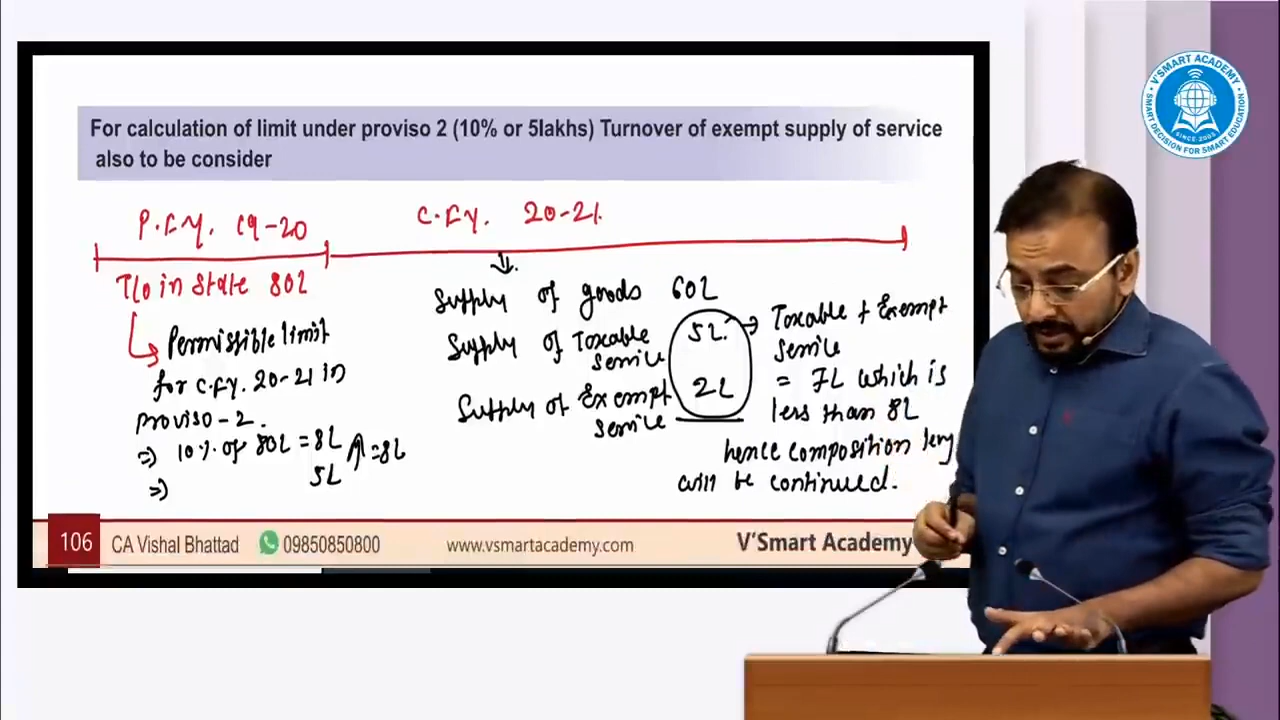 For calculation of limit under proviso 2 (10% or 5lakhs) Turnover of exempt supply of service
also to be consider
P.F.Y. 19-20
C.F.Y. 20-21
T/o in State 80L
Permissible limit
for C.F.Y. 20-21 in
proviso-2.
=) 10% of 80L = 8L
5L
=8L
=)
Supply of goods 60L
Supply of Taxable
Service
5L
Supply of Exempt
Service
2L
Taxable + Exempt
Service
= 7L which is
less than 8L
hence composition levy
will be continued.
106 CA Vishal Bhattad 09850850800 www.vsmartacademy.com V'Smart Academy
V'SMART ACADEMY
SINCE 2005
SMART DECISION FOR SMART EDUCATION